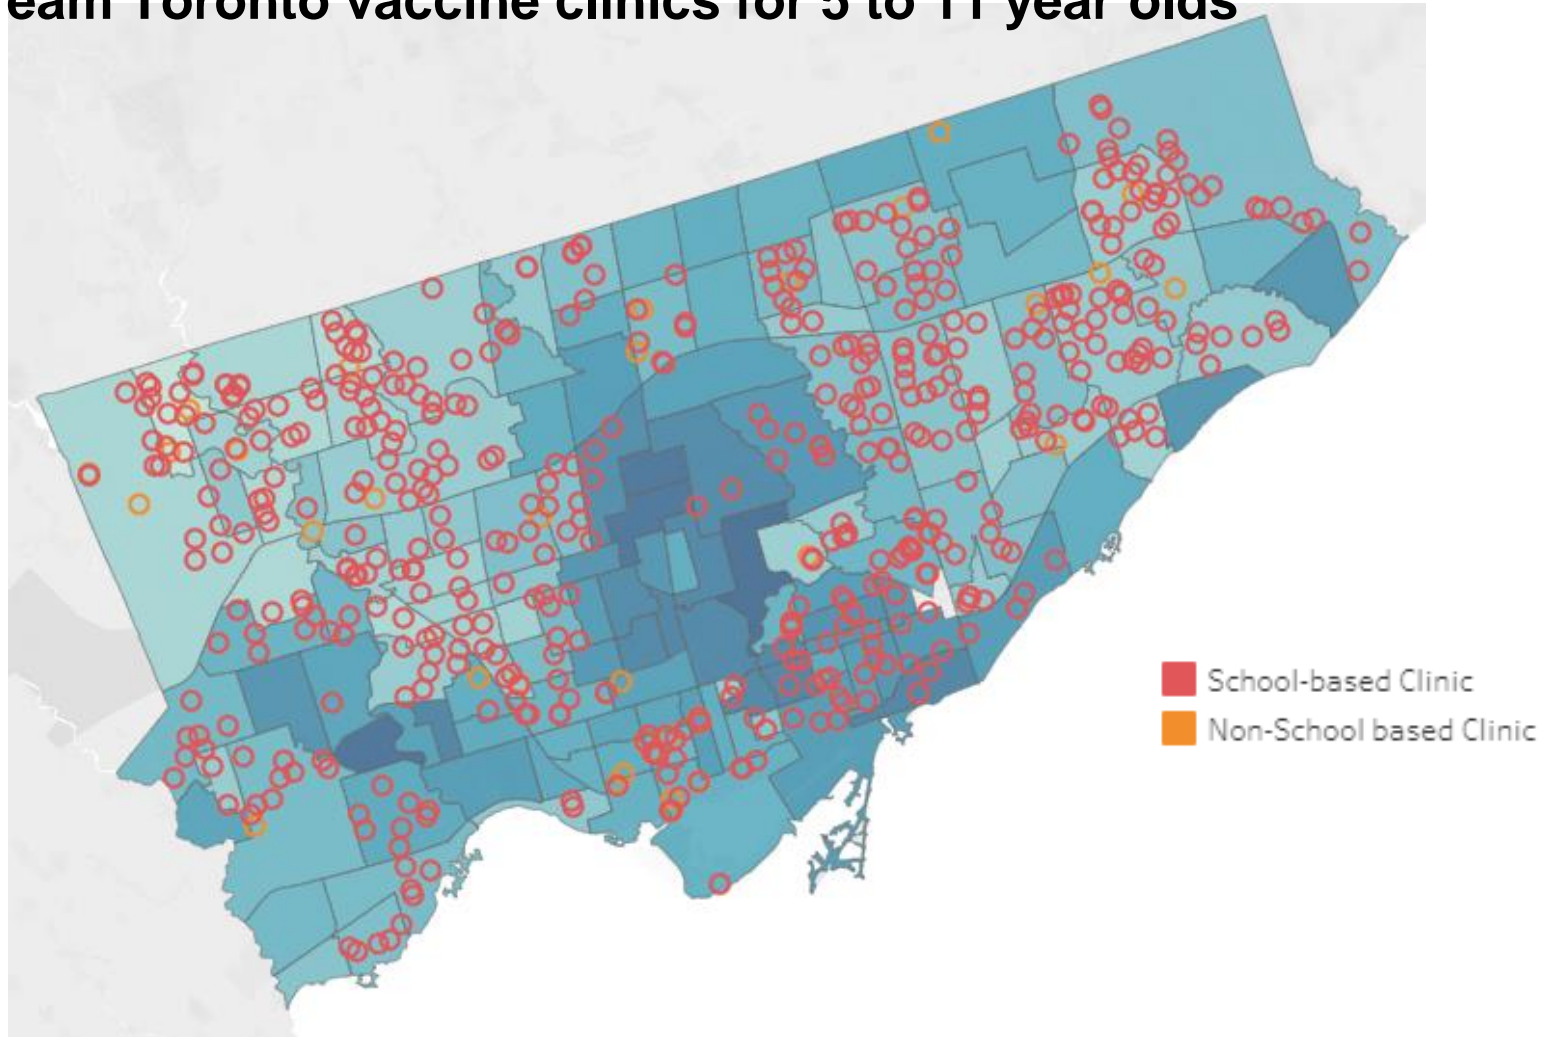 eam Toronto vaccine clinics for 5 to 11 year olds
School-based Clinic
Non-School based Clinic